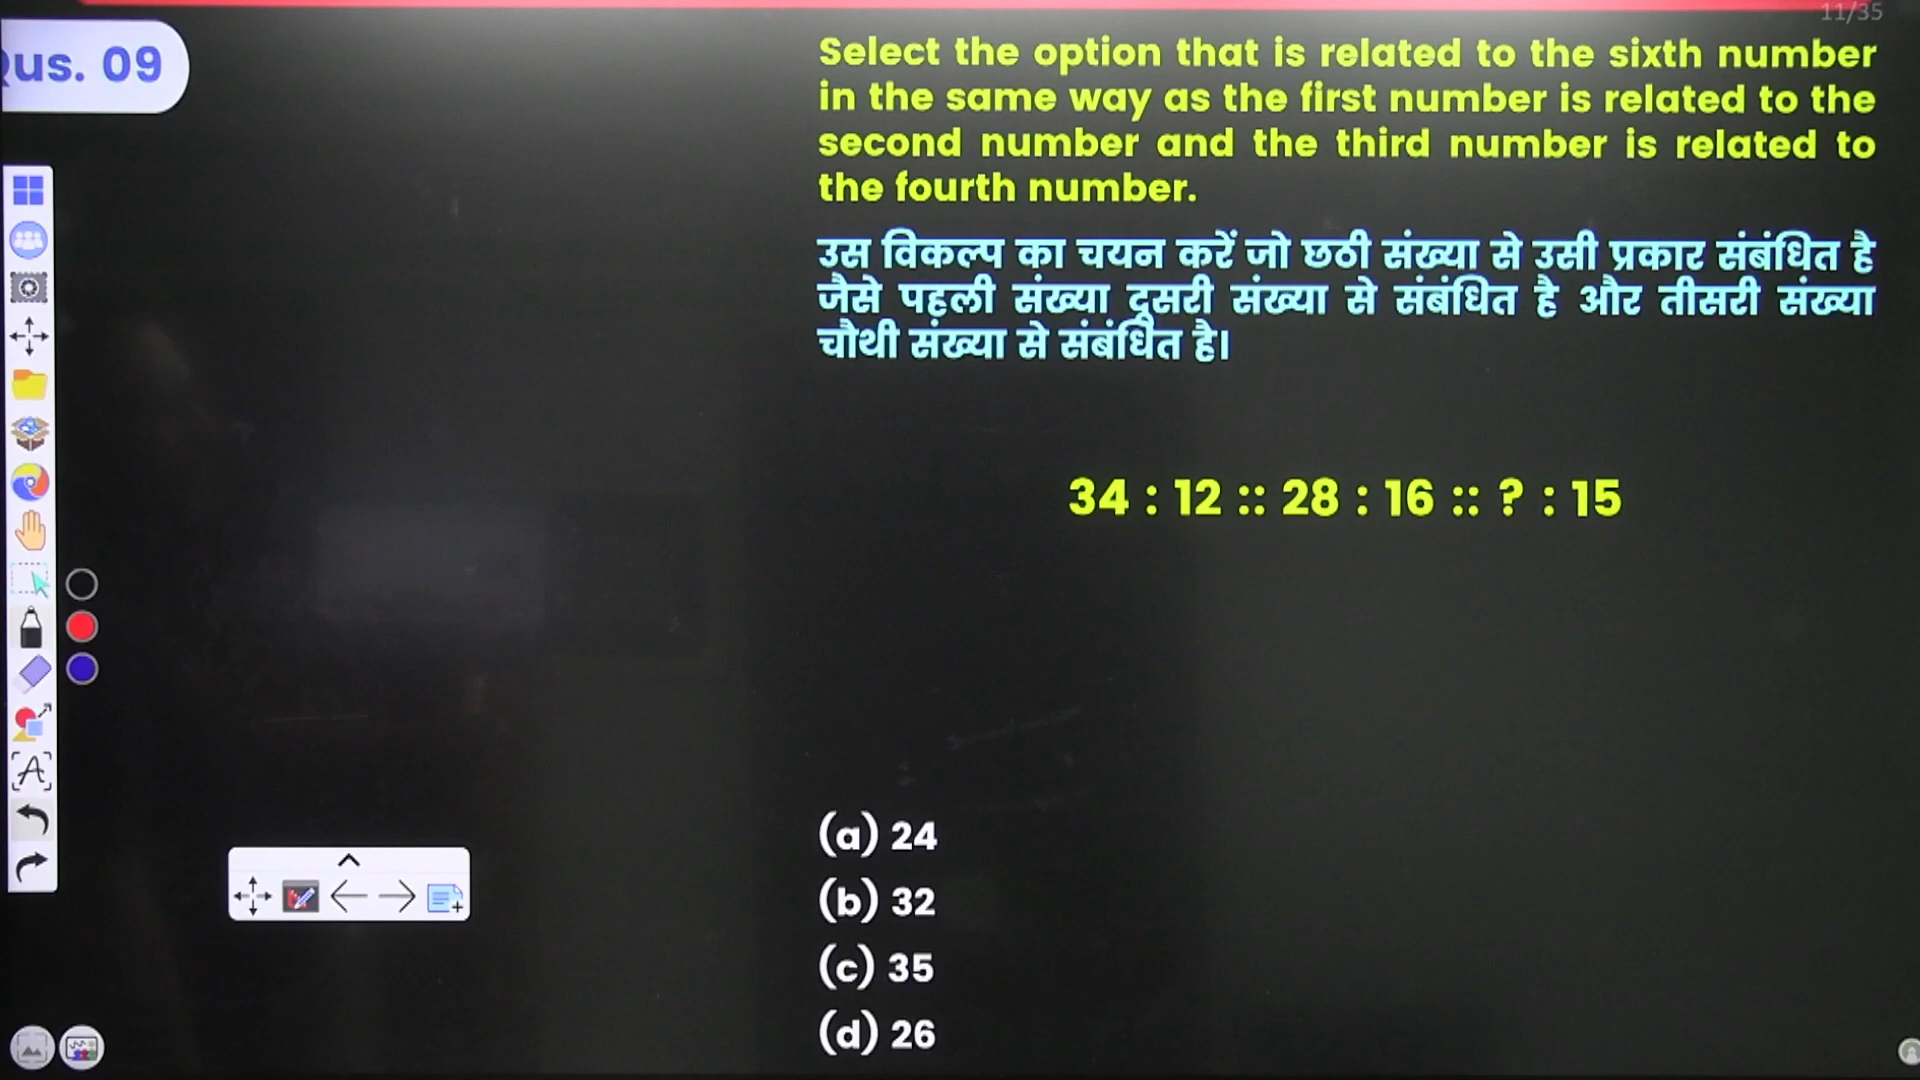 11/35
Qus. 09
Select the option that is related to the sixth number
in the same way as the first number is related to the
second number and the third number is related to
the fourth number.
उस विकल्प का चयन करें जो छठी संख्या से उसी प्रकार संबंधित है
जैसे पहली संख्या दूसरी संख्या से संबंधित है और तीसरी संख्या
चौथी संख्या से संबंधित है।
34 : 12 :: 28 : 16 :: ? : 15
(a) 24
(b) 32
(c) 35
(d) 26